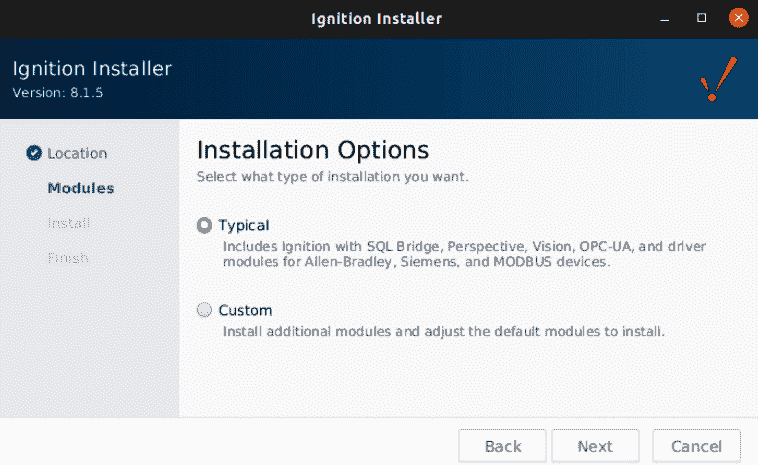 Ignition Installer
Ignition Installer
Version: 8.1.5
Location
Modules
Install
Finish
Installation Options
Select what type of installation you want.
Typical
Includes Ignition with SQL Bridge, Perspective, Vision, OPC-UA, and driver
modules for Allen-Bradley, Siemens, and MODBUS devices.
Custom
Install additional modules and adjust the default modules to install.
Back
Next
Cancel